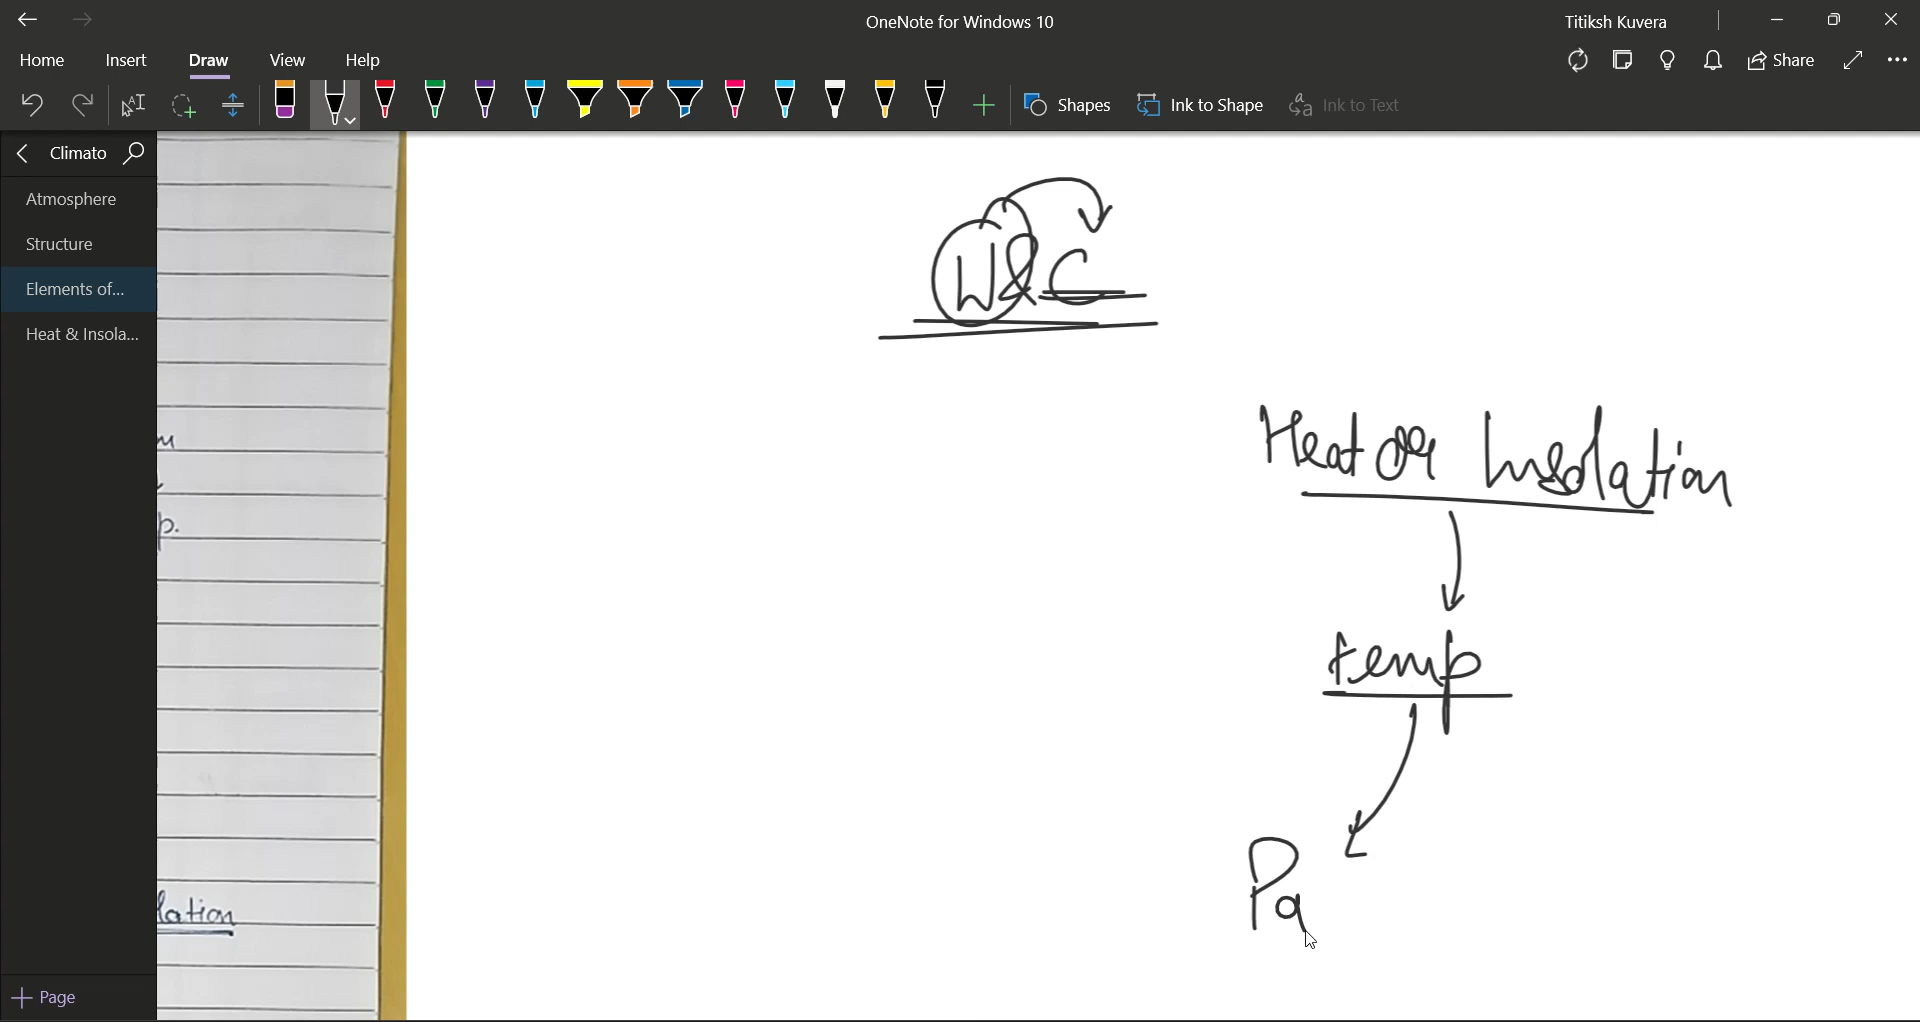 OneNote for Windows 10
Titiksh Kuvera
Home Insert Draw View Help
Share
Shapes
Ink to Shape
Ink to Text
Climato
Atmosphere
Structure
Elements of...
Heat & Insola...
W & C
Heat or Insolation
temp
Pa
p.
lation
Page